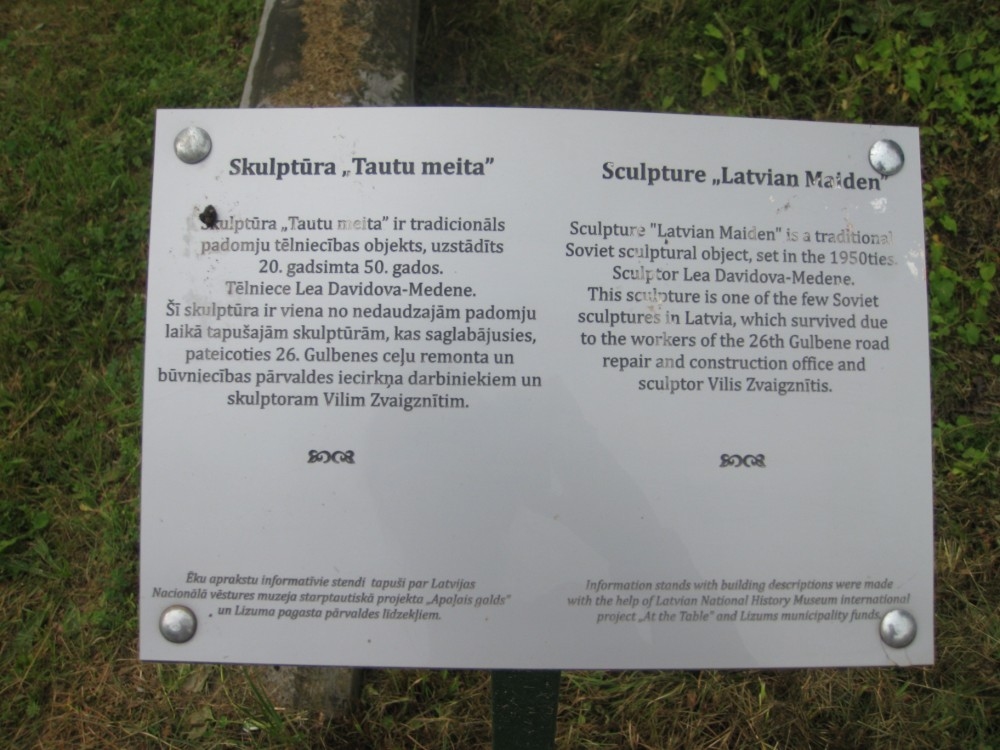 Skulptūra „Tautu meita”
Skulptūra „Tautu meita” ir tradicionāls
padomju tēlniecības objekts, uzstādīts
20. gadsimta 50. gados.
Tēlniece Lea Davidova-Medene.
Šī skulptūra ir viena no nedaudzajām padomju
laikā tapušajām skulptūrām, kas saglabājusies,
pateicoties 26. Gulbenes ceļu remonta un
būvniecības pārvaldes iecirkņa darbiniekiem un
skulptoram Vilim Zvaigznītim.
Ēku aprakstu informatīvie stendi tapuši par Latvijas
Nacionālā vēstures muzeja starptautiskā projekta „Apaļais galds”
un Lizuma pagasta pārvaldes līdzekļiem.
Sculpture „Latvian Maiden”
Sculpture "Latvian Maiden" is a traditional
Soviet sculptural object, set in the 1950ties.
Sculptor Lea Davidova-Medene.
This sculpture is one of the few Soviet
sculptures in Latvia, which survived due
to the workers of the 26th Gulbene road
repair and construction office and
sculptor Vilis Zvaigznītis.
Information stands with building descriptions were made
with the help of Latvian National History Museum international
project „At the Table” and Lizums municipality funds.